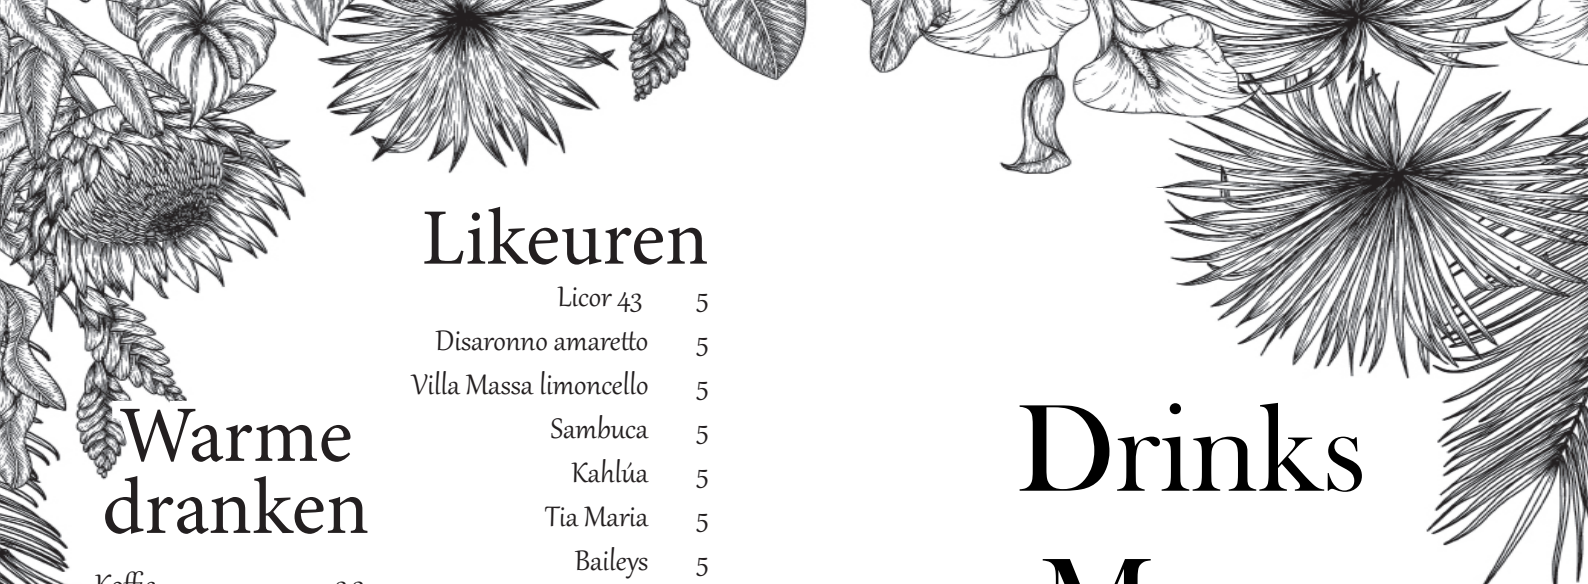 Likeuren
Licor 43 5
Disaronno amaretto 5
Villa Massa limoncello 5
Sambuca 5
Kahlúa 5
Tia Maria 5
Baileys 5
Warme
dranken
Koffie
Drinks